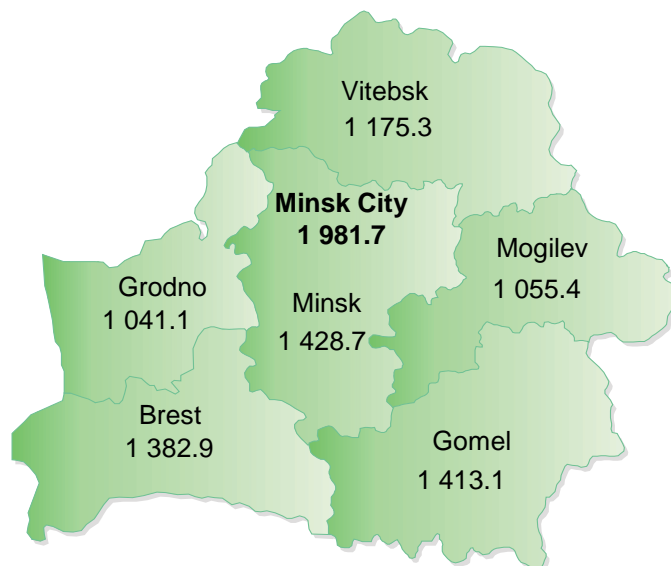 Vitebsk
1 175.3
Minsk City
1 981.7
Mogilev
1 055.4
Grodno
1 041.1
Minsk
1 428.7
Brest
1 382.9
Gomel
1 413.1